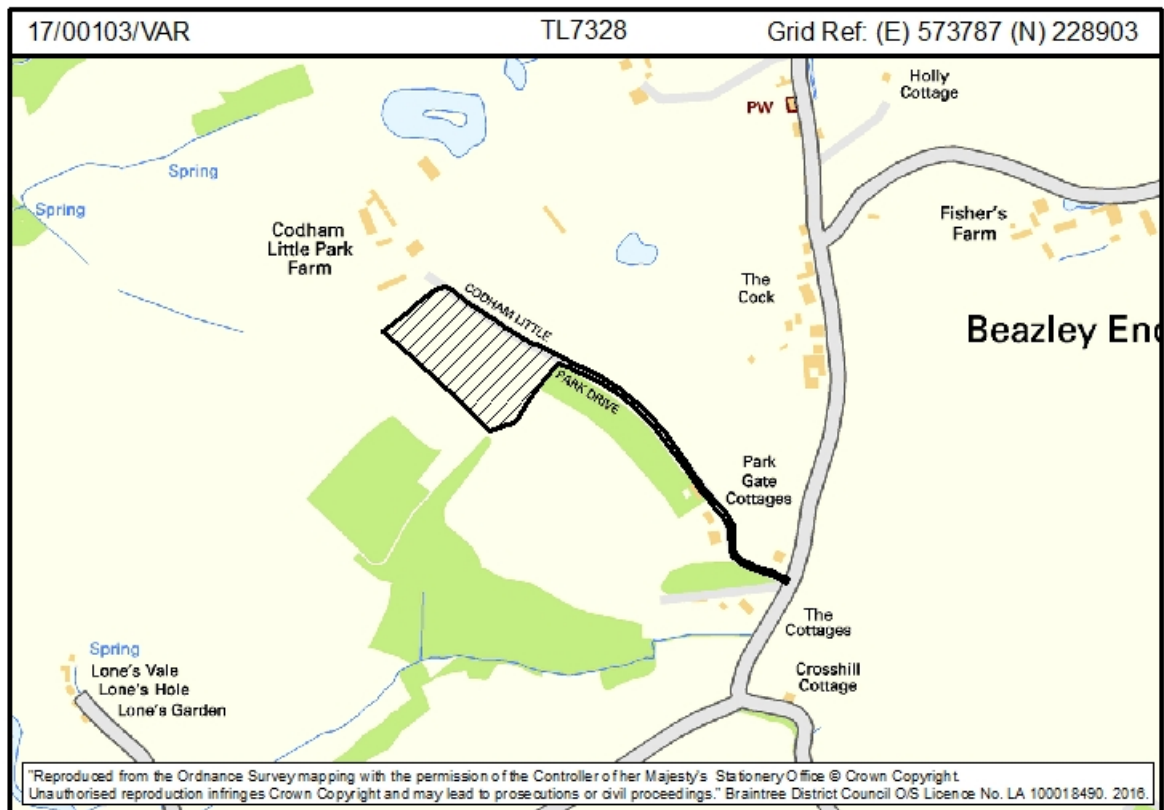 17/00103/VAR
TL7328
Grid Ref: (E) 573787 (N) 228903
Holly
Cottage
PW
Spring
Spring
Codham
Little Park
Farm
Fisher's
Farm
The
Cock
CODHAM LITTLE
Beazley End
PARK DRIVE
Park
Gate
Cottages
The
Cottages
Spring
Lone's Vale
Lone's Hole
Lone's Garden
Crosshill
Cottage
"Reproduced from the Ordnance Survey mapping with the permission of the Controller of her Majesty's Stationery Office © Crown Copyright.
Unauthorised reproduction infringes Crown Copyright and may lead to prosecutions or civil proceedings." Braintree District Council O/S Licence No. LA 100018490. 2016.